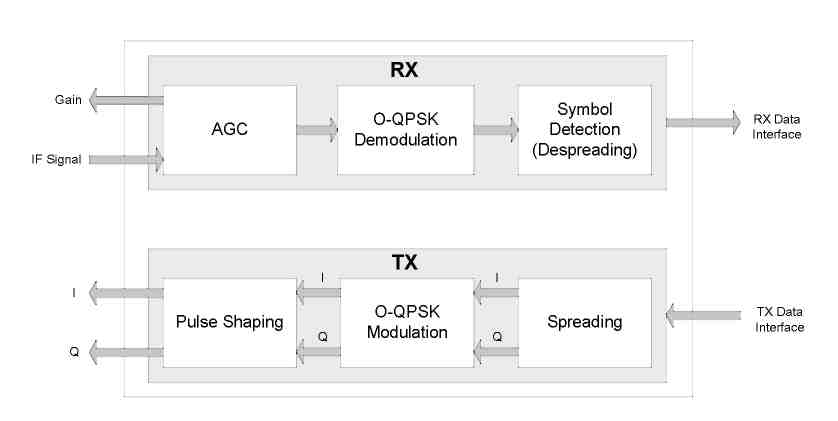 RX
Gain
IF Signal
AGC
O-QPSK
Demodulation
Symbol
Detection
(Despreading)
RX Data
Interface
TX
I
Q
Pulse Shaping
I
Q
O-QPSK
Modulation
I
Q
Spreading
TX Data
Interface